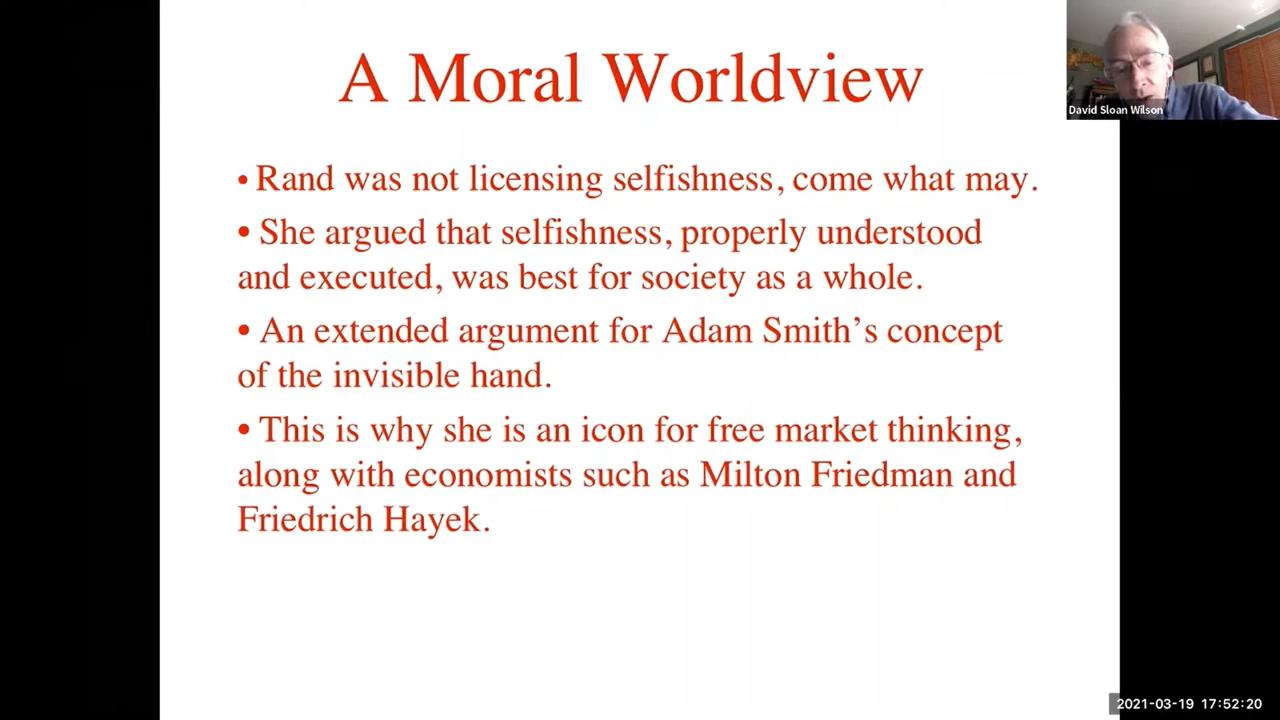 A Moral Worldview
David Sloan Wilson
• Rand was not licensing selfishness, come what may.
• She argued that selfishness, properly understood
and executed, was best for society as a whole.
• An extended argument for Adam Smith’s concept
of the invisible hand.
• This is why she is an icon for free market thinking,
along with economists such as Milton Friedman and
Friedrich Hayek.
2021-03-19 17:52:20